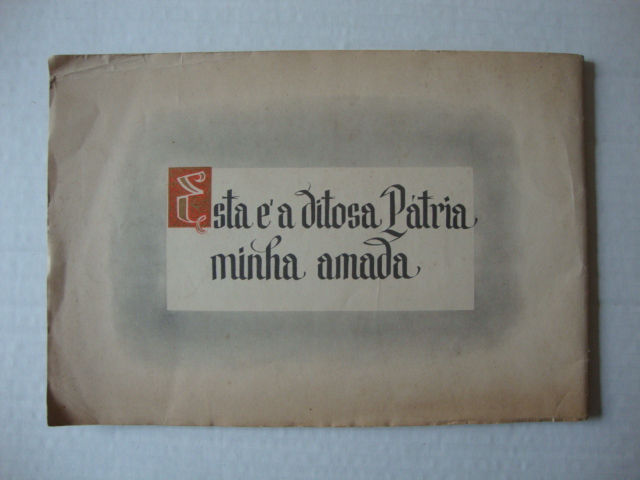 Esta é a ditosa Pátria
minha amada